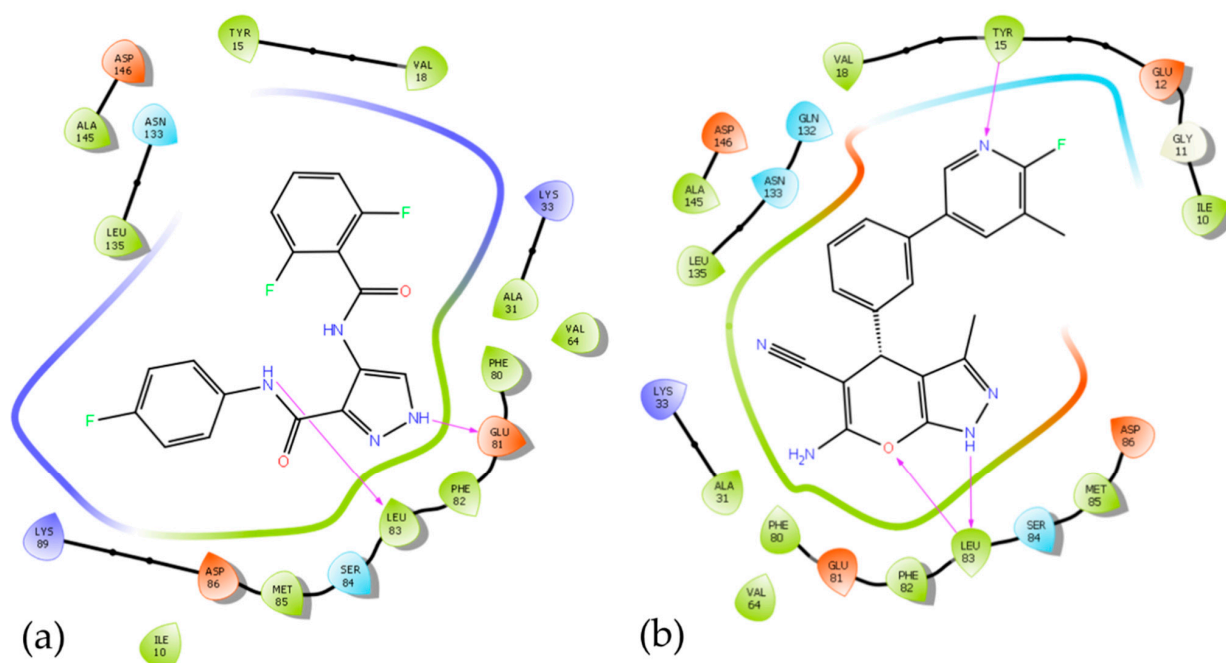 TYR
15
VAL
18
ASP
146
ALA
145
ASN
133
LEU
135
LYS
33
ALA
31
VAL
64
PHE
80
GLU
81
PHE
82
LEU
83
SER
84
MET
85
ASP
86
LYS
89
ILE
10
F
F
O
HN
H
N
F
O
N
NH
(a)
TYR
15
VAL
18
GLU
12
GLY
11
ILE
10
GLN
132
ASP
146
ASN
133
ALA
145
LEU
135
LYS
33
ALA
31
PHE
80
VAL
64
GLU
81
PHE
82
LEU
83
SER
84
MET
85
ASP
86
N
F
N
N
H₂N
O
N
H
(b)